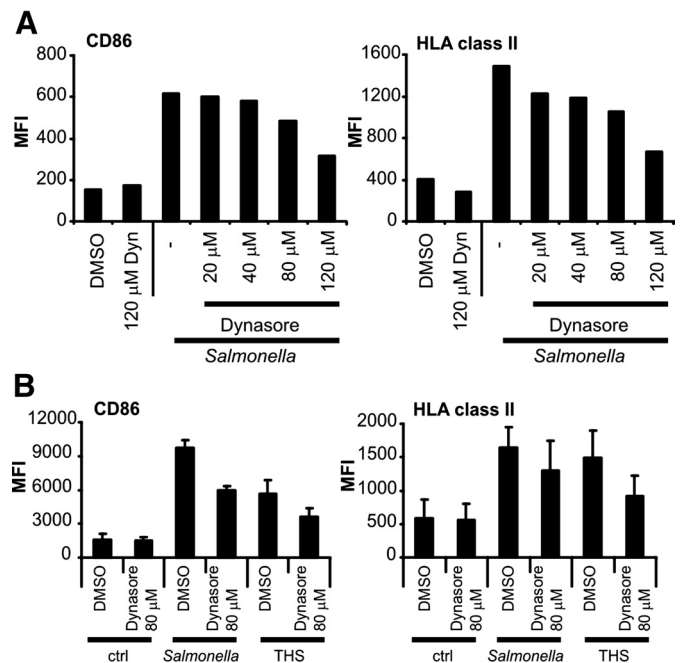 A
CD86
HLA class II
MFI
800
600
400
200
0
DMSO
120 µM Dyn
-
20 µM
40 µM
80 µM
120 µM
Dynasore
Salmonella
MFI
1600
1200
800
400
0
DMSO
120 µM Dyn
-
20 µM
40 µM
80 µM
120 µM
Dynasore
Salmonella
B
CD86
HLA class II
MFI
12000
9000
6000
3000
0
DMSO
Dynasore
80 µM
DMSO
Dynasore
80 µM
DMSO
Dynasore
80 µM
ctrl
Salmonella
THS
MFI
2000
1500
1000
500
0
DMSO
Dynasore
80 µM
DMSO
Dynasore
80 µM
DMSO
Dynasore
80 µM
ctrl
Salmonella
THS